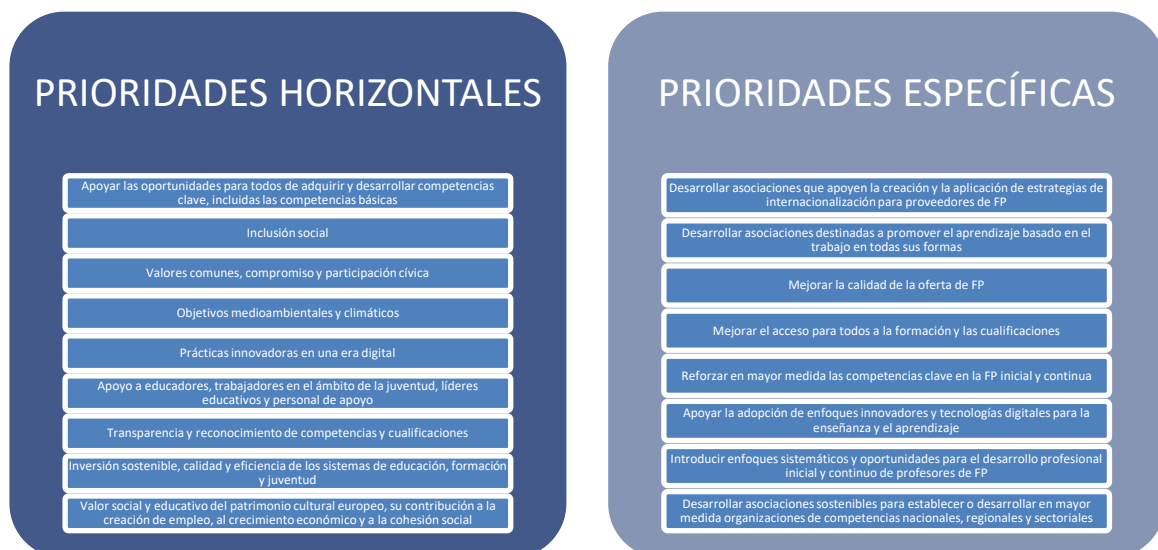 PRIORIDADES HORIZONTALES
Apoyar las oportunidades para todos de adquirir y desarrollar competencias
clave, incluidas las competencias básicas
Inclusión social
Valores comunes, compromiso y participación cívica
Objetivos medioambientales y climáticos
Prácticas innovadoras en una era digital
Apoyo a educadores, trabajadores en el ámbito de la juventud, líderes
educativos y personal de apoyo
Transparencia y reconocimiento de competencias y cualificaciones
Inversión sostenible, calidad y eficiencia de los sistemas de educación, formación
y juventud
Valor social y educativo del patrimonio cultural europeo, su contribución a la
creación de empleo, al crecimiento económico y a la cohesión social
PRIORIDADES ESPECÍFICAS
Desarrollar asociaciones que apoyen la creación y la aplicación de estrategias de
internacionalización para proveedores de FP
Desarrollar asociaciones destinadas a promover el aprendizaje basado en el
trabajo en todas sus formas
Mejorar la calidad de la oferta de FP
Mejorar el acceso para todos a la formación y las cualificaciones
Reforzar en mayor medida las competencias clave en la FP inicial y continua
Apoyar la adopción de enfoques innovadores y tecnologías digitales para la
enseñanza y el aprendizaje
Introducir enfoques sistemáticos y oportunidades para el desarrollo profesional
inicial y continuo de profesores de FP
Desarrollar asociaciones sostenibles para establecer o desarrollar en mayor
medida organizaciones de competencias nacionales, regionales y sectoriales